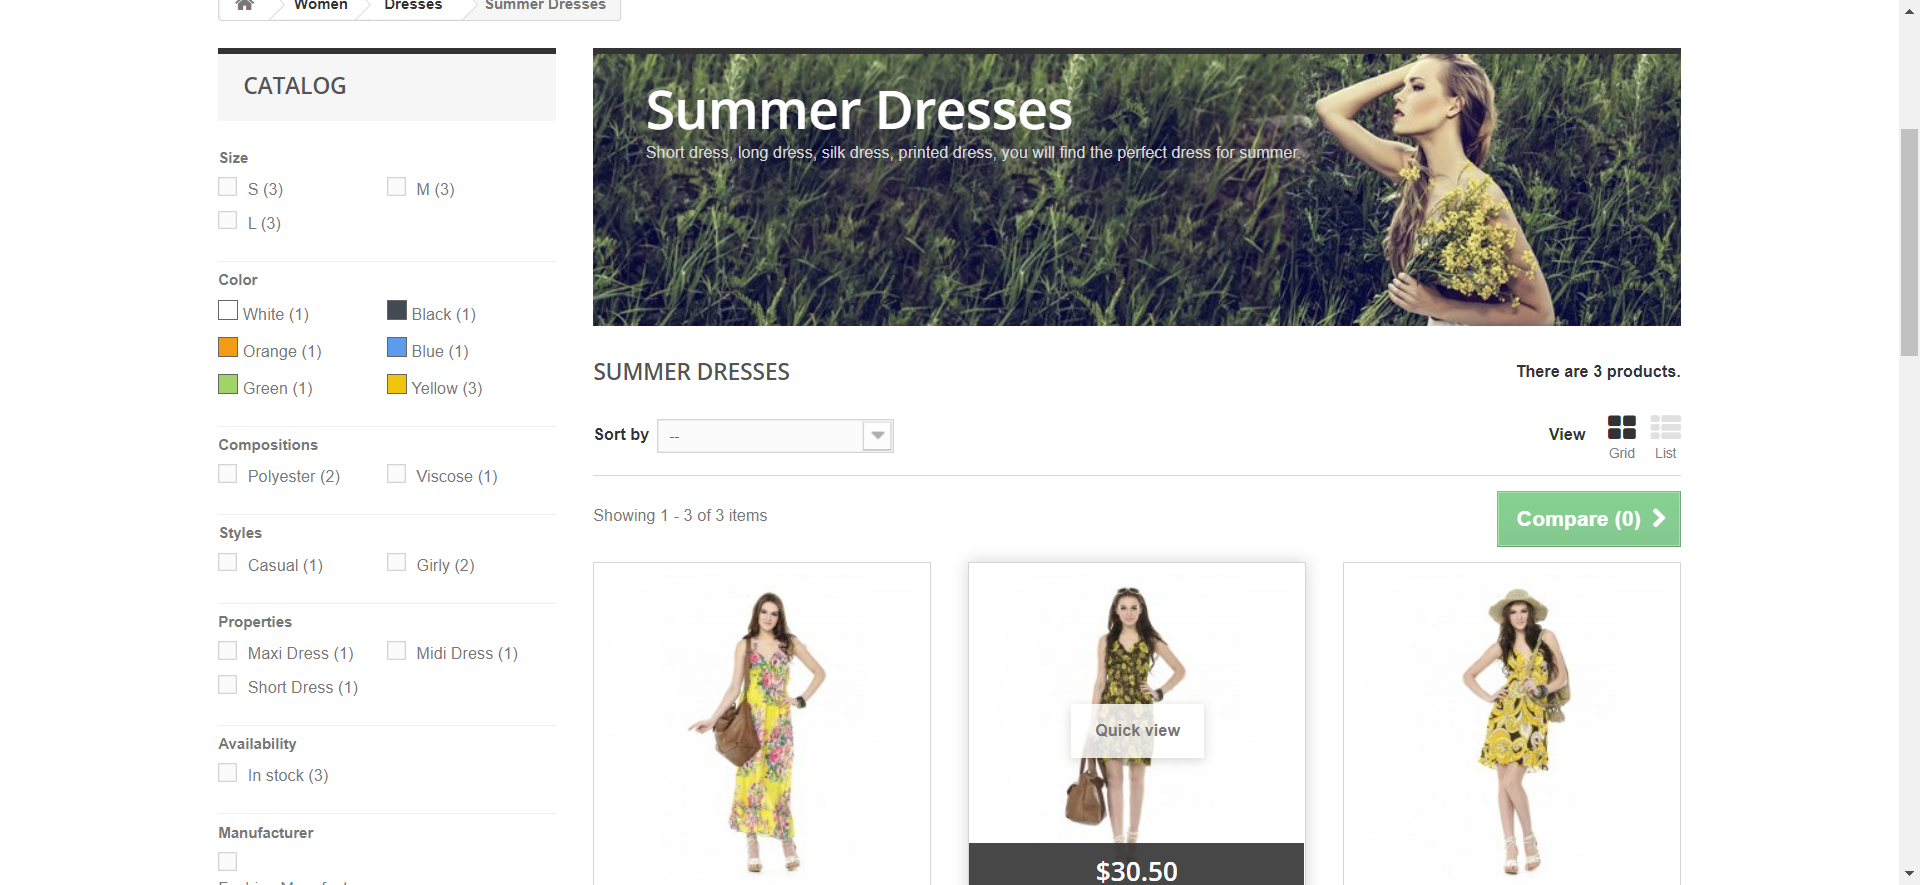 Women
Dresses
Summer Dresses
CATALOG
Size
S (3)
M (3)
L (3)
Color
White (1)
Black (1)
Orange (1)
Blue (1)
Green (1)
Yellow (3)
Compositions
Polyester (2)
Viscose (1)
Styles
Casual (1)
Girly (2)
Properties
Maxi Dress (1)
Midi Dress (1)
Short Dress (1)
Availability
In stock (3)
Manufacturer
Summer Dresses
Short dress, long dress, silk dress, printed dress, you will find the perfect dress for summer.
SUMMER DRESSES
There are 3 products.
Sort by
--
View
Grid
List
Showing 1 - 3 of 3 items
Compare (0)
Quick view
$30.50